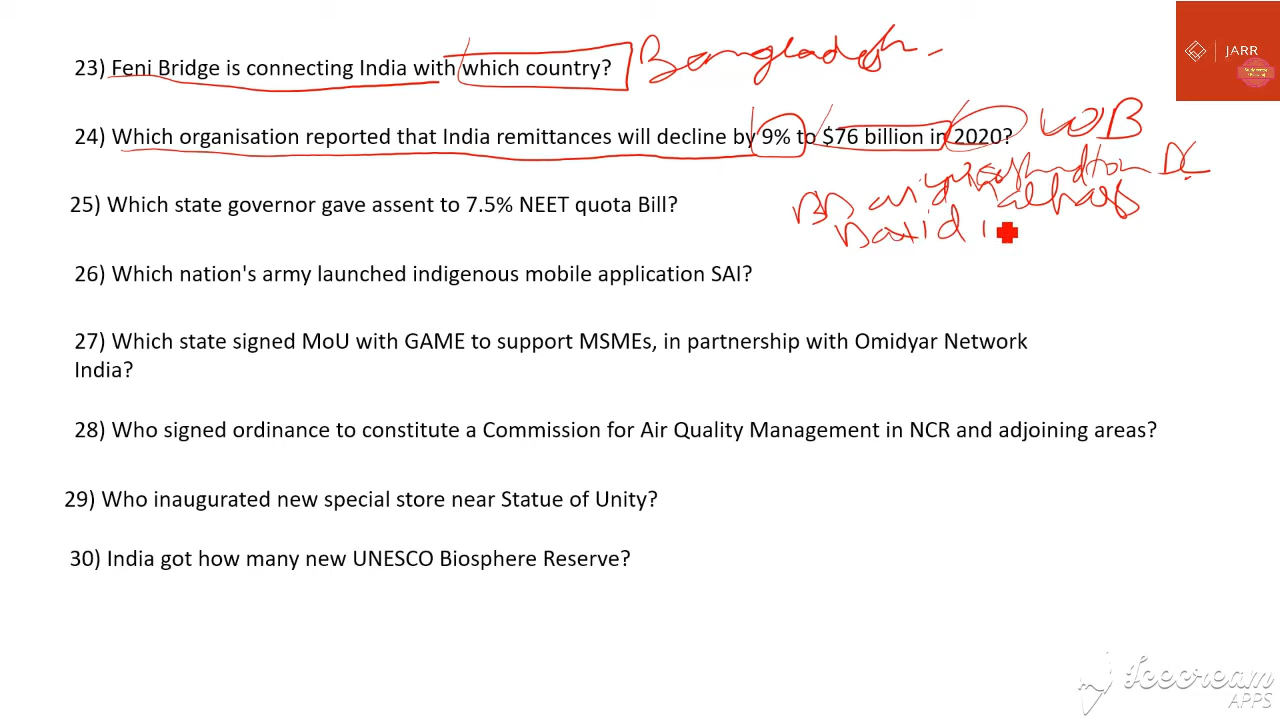 23) Feni Bridge is connecting India with which country? Bangladesh
JARR
24) Which organisation reported that India remittances will decline by 9% to $76 billion in 2020? WB
DC
25) Which state governor gave assent to 7.5% NEET quota Bill?
David
26) Which nation's army launched indigenous mobile application SAI?
27) Which state signed MoU with GAME to support MSMEs, in partnership with Omidyar Network
India?
28) Who signed ordinance to constitute a Commission for Air Quality Management in NCR and adjoining areas?
29) Who inaugurated new special store near Statue of Unity?
30) India got how many new UNESCO Biosphere Reserve?
Icecream
APPS